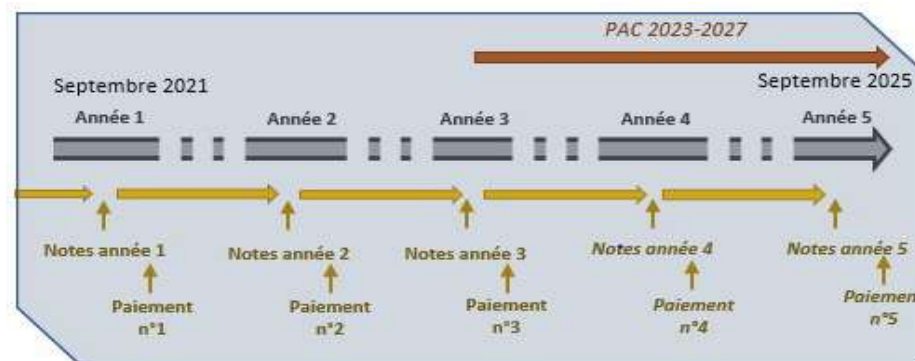 PAC 2023-2027
Septembre 2021
Septembre 2025
Année 1
Année 2
Année 3
Année 4
Année 5
Notes année 1
Notes année 2
Notes année 3
Notes année 4
Notes année 5
Paiement
n°1
Paiement
n°2
Paiement
n°3
Paiement
n°4
Paiemen
n°5